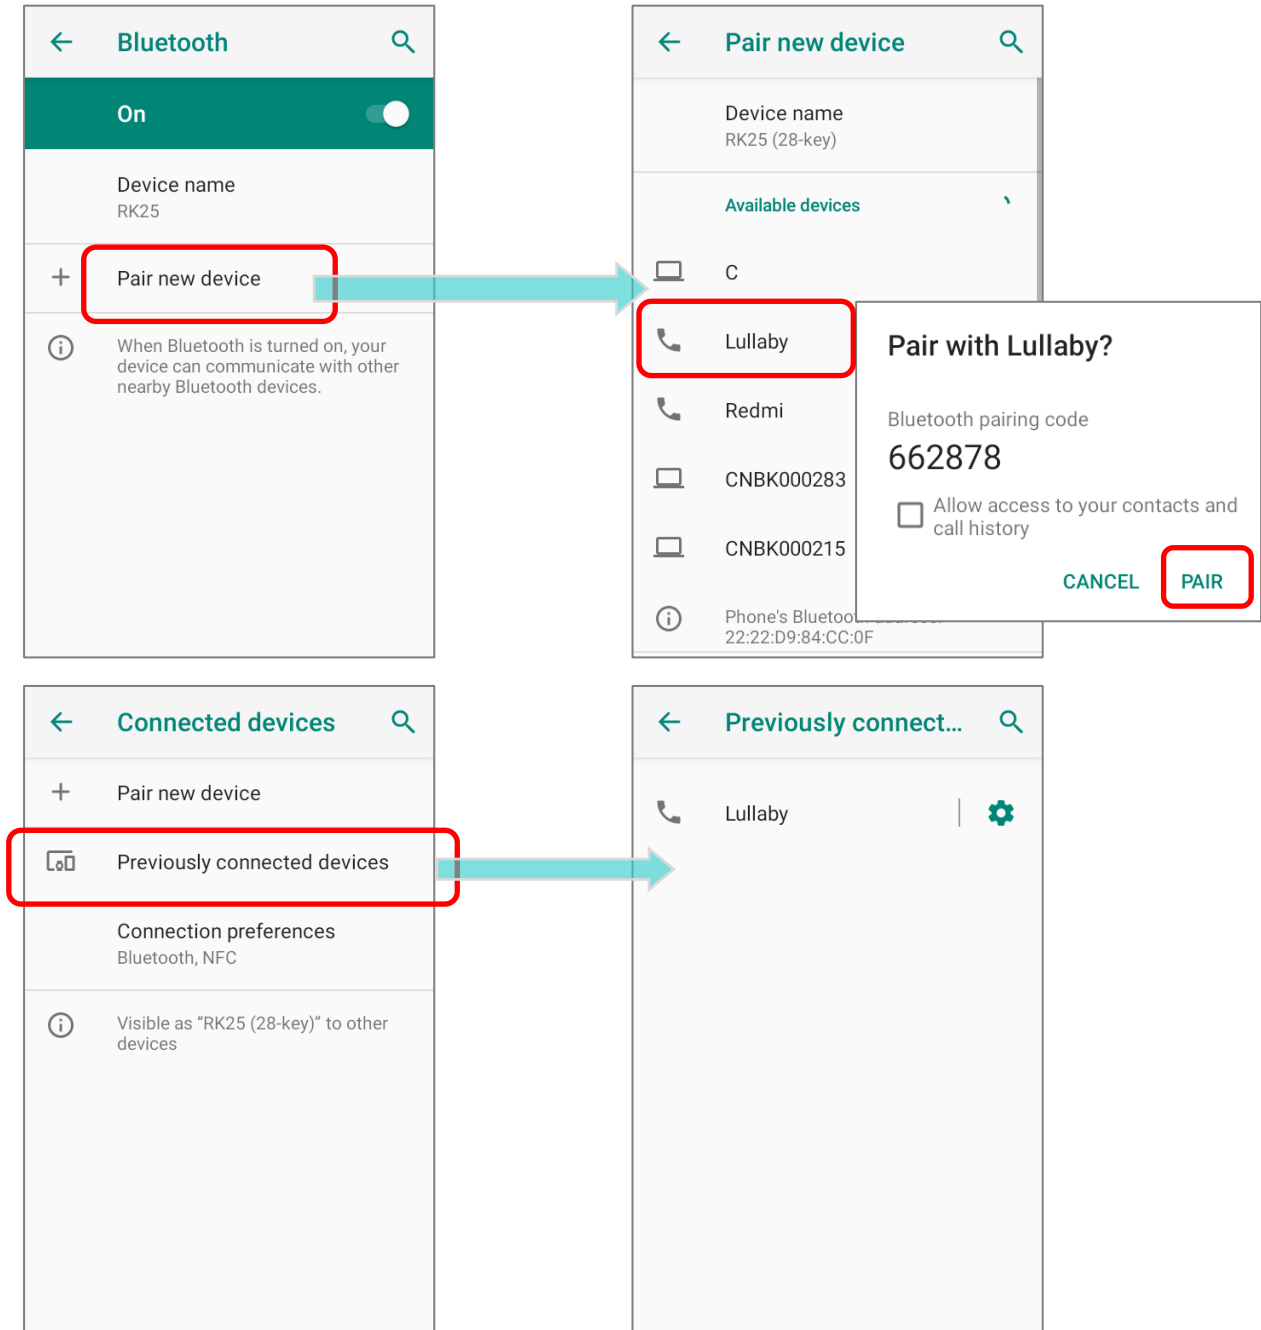 Bluetooth
On
Device name
RK25
Pair new device
When Bluetooth is turned on, your
device can communicate with other
nearby Bluetooth devices.
Pair new device
Device name
RK25 (28-key)
Available devices
C
Lullaby
Redmi
CNBK000283
CNBK000215
Phone's Bluetoo
22:22:D9:84:CC:0F
Pair with Lullaby?
Bluetooth pairing code
662878
Allow access to your contacts and
call history
CANCEL PAIR
Connected devices
Pair new device
Previously connected devices
Connection preferences
Bluetooth, NFC
Visible as “RK25 (28-key)” to other
devices
Previously connect...
Lullaby